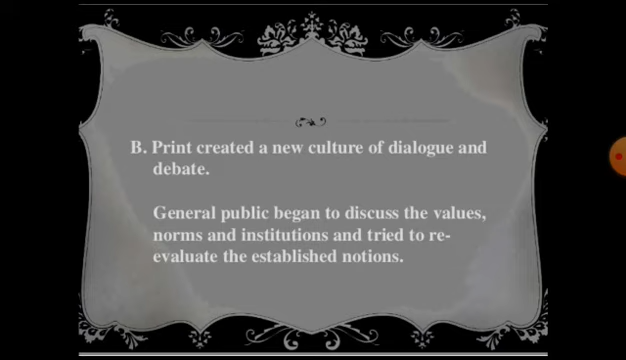 B. Print created a new culture of dialogue and
debate.
General public began to discuss the values,
norms and institutions and tried to re-
evaluate the established notions.